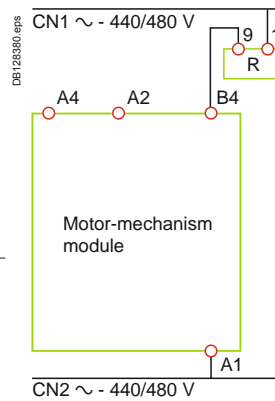 DB128380.eps
CN1 ∼ - 440/480 V
9
R
A4
A2
B4
Motor-mechanism
module
A1
CN2 ∼ - 440/480 V